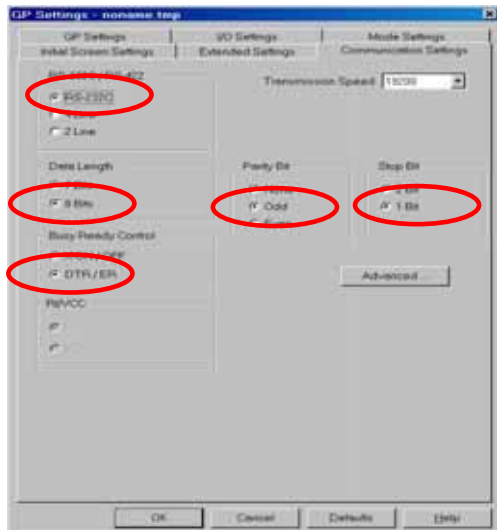 GP Settings - noname.tmp
GP Settings
I/O Settings
Mode Settings
Initial Screen Settings
Extended Settings
Communication Settings
RS-232C
2 Line
Transmission Speed
19200
Data Length
8 Bits
Parity Bit
Odd
Stop Bit
1 Bit
Busy Ready Control
DTR/ER
Advanced
RI/VCC
OK
Cancel
Defaults
Help